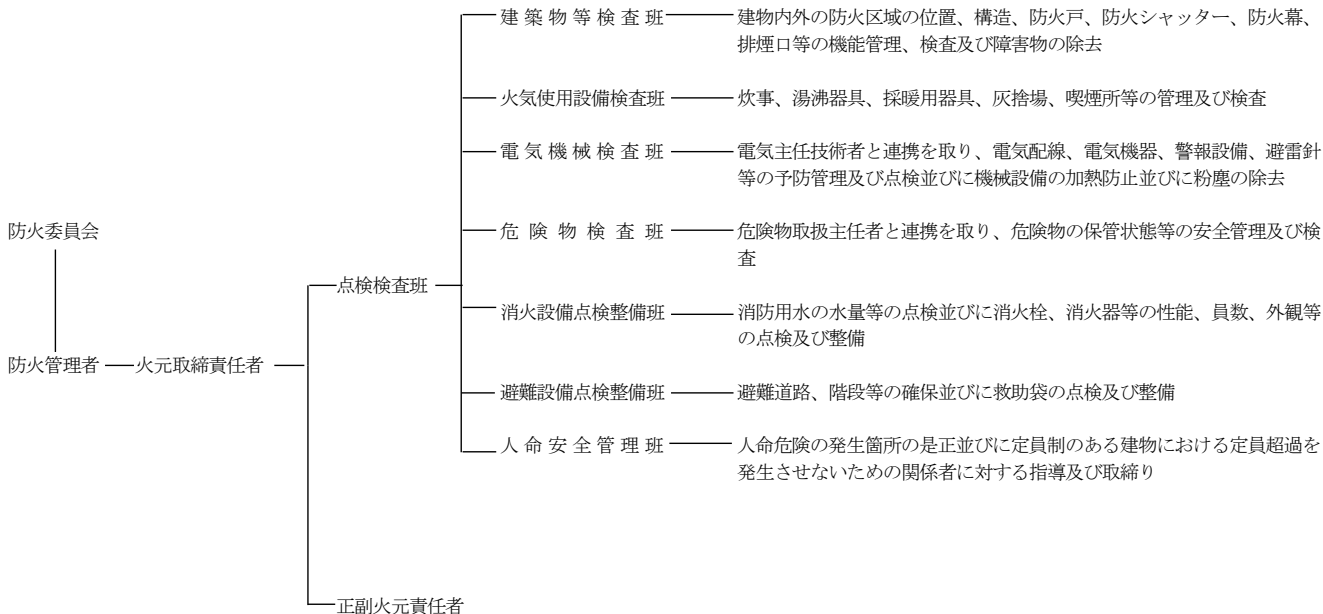 建築物等検査班
建物内外の防火区域の位置、構造、防火戸、防火シャッター、防火幕、
排煙口等の機能管理、検査及び障害物の除去
火気使用設備検査班
炊事、湯沸器具、採暖用器具、灰捨場、喫煙所等の管理及び検査
電気機械検査班
電気主任技術者と連携を取り、電気配線、電気機器、警報設備、避雷針
等の予防管理及び点検並びに機械設備の加熱防止並びに粉塵の除去
防火委員会
危険物検査班
危険物取扱主任者と連携を取り、危険物の保管状態等の安全管理及び検
査
点検検査班
消火設備点検整備班
消防用水の水量等の点検並びに消火栓、消火器等の性能、員数、外観等
の点検及び整備
防火管理者
火元取締責任者
避難設備点検整備班
避難道路、階段等の確保並びに救助袋の点検及び整備
人命安全管理班
人命危険の発生箇所の是正並びに定員制のある建物における定員超過を
発生させないための関係者に対する指導及び取締り
正副火元責任者